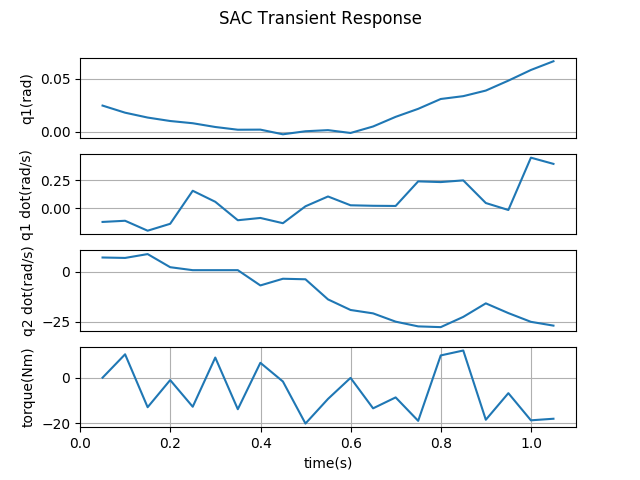 SAC Transient Response
q1(rad)
0.05
0.00
q1 dot(rad/s)
0.25
0.00
q2 dot(rad/s)
0
−25
torque(Nm)
0
−20
0.0 0.2 0.4 0.6 0.8 1.0
time(s)